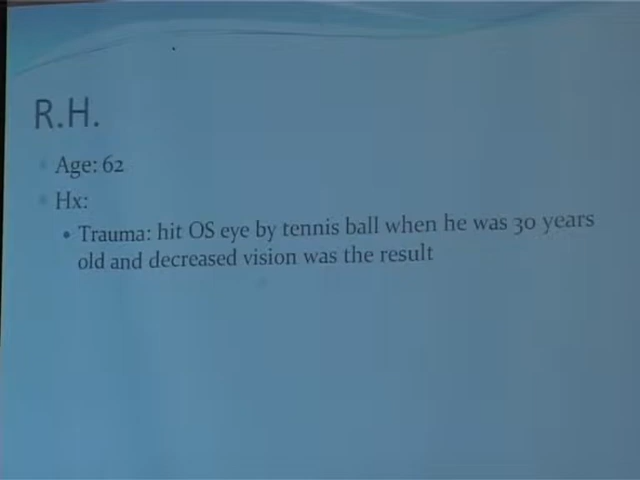 R.H.
Age: 62
Hx:
Trauma: hit OS eye by tennis ball when he was 30 years
old and decreased vision was the result